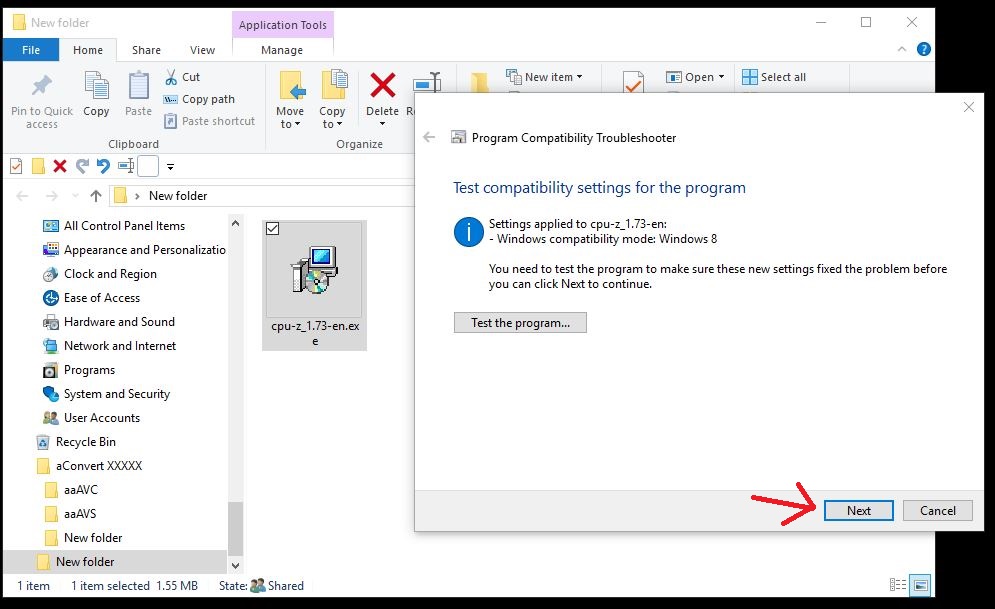 New folder
Application Tools
File
Home
Share
View
Manage
Pin to Quick
access
Copy
Paste
Cut
Copy path
Paste shortcut
Clipboard
Move
to
Copy
to
Delete
Organize
New item
Open
Select all
New folder
All Control Panel Items
Appearance and Personalizatio
Clock and Region
Ease of Access
Hardware and Sound
Network and Internet
Programs
System and Security
User Accounts
Recycle Bin
aConvert XXXXX
aaAVC
aaAVS
New folder
New folder
cpu-z_1.73-en.ex
e
1 item
1 item selected 1.55 MB
State:
Shared
Program Compatibility Troubleshooter
Test compatibility settings for the program
Settings applied to cpu-z_1.73-en:
- Windows compatibility mode: Windows 8
You need to test the program to make sure these new settings fixed the problem before
you can click Next to continue.
Test the program...
Next
Cancel